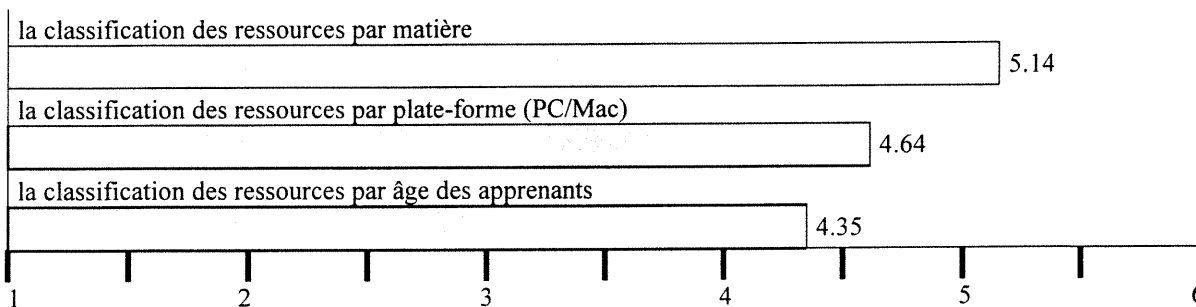 la classification des ressources par matière
5.14
la classification des ressources par plate-forme (PC/Mac)
4.64
la classification des ressources par âge des apprenants
4.35
1 2 3 4 5 6